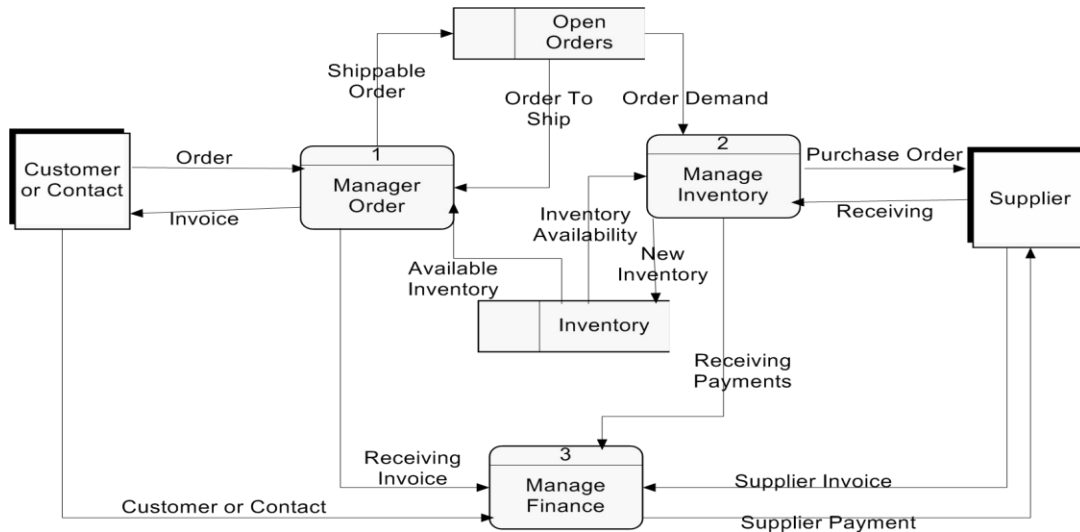 Open
Orders
Shippable
Order
Order To
Ship
Order Demand
Customer
or Contact
Order
Invoice
1
Manager
Order
2
Manage
Inventory
Purchase Order
Receiving
Supplier
Inventory
Availability
New
Inventory
Available
Inventory
Inventory
Receiving
Payments
Receiving
Invoice
3
Manage
Finance
Customer or Contact
Supplier Invoice
Supplier Payment